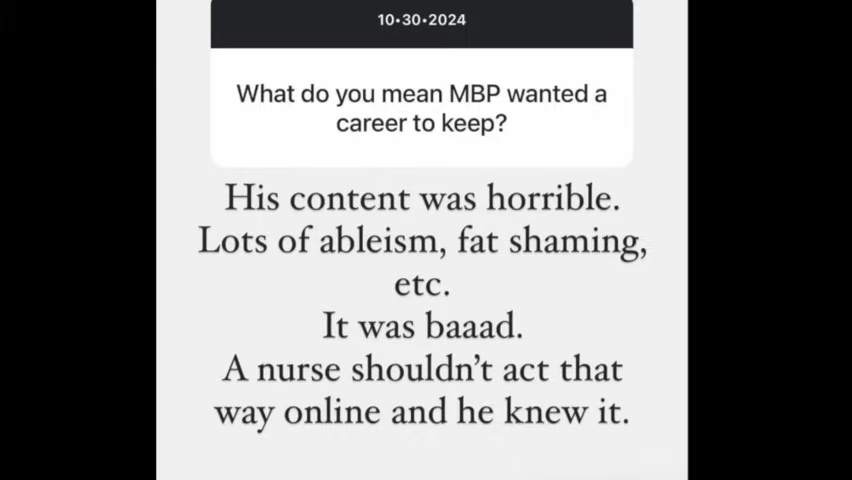 10•30•2024
What do you mean MBP wanted a
career to keep?
His content was horrible.
Lots of ableism, fat shaming,
etc.
It was baaad.
A nurse shouldn't act that
way online and he knew it.